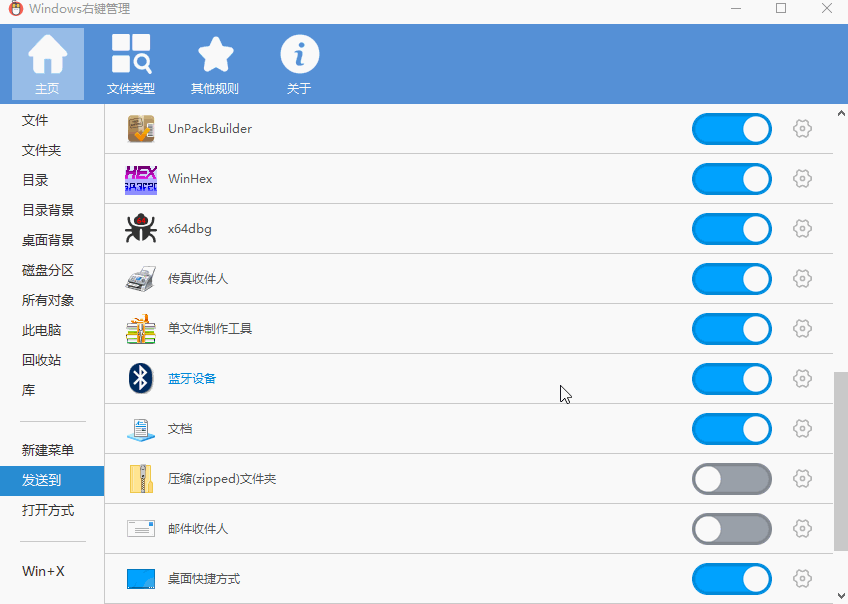 Windows右键管理
主页
文件类型
其他规则
关于
文件
文件夹
目录
目录背景
桌面背景
磁盘分区
所有对象
此电脑
回收站
库
新建菜单
发送到
打开方式
Win+X
UnPackBuilder
HEX
WinHex
x64dbg
传真收件人
单文件制作工具
蓝牙设备
文档
压缩(zipped)文件夹
邮件收件人
桌面快捷方式